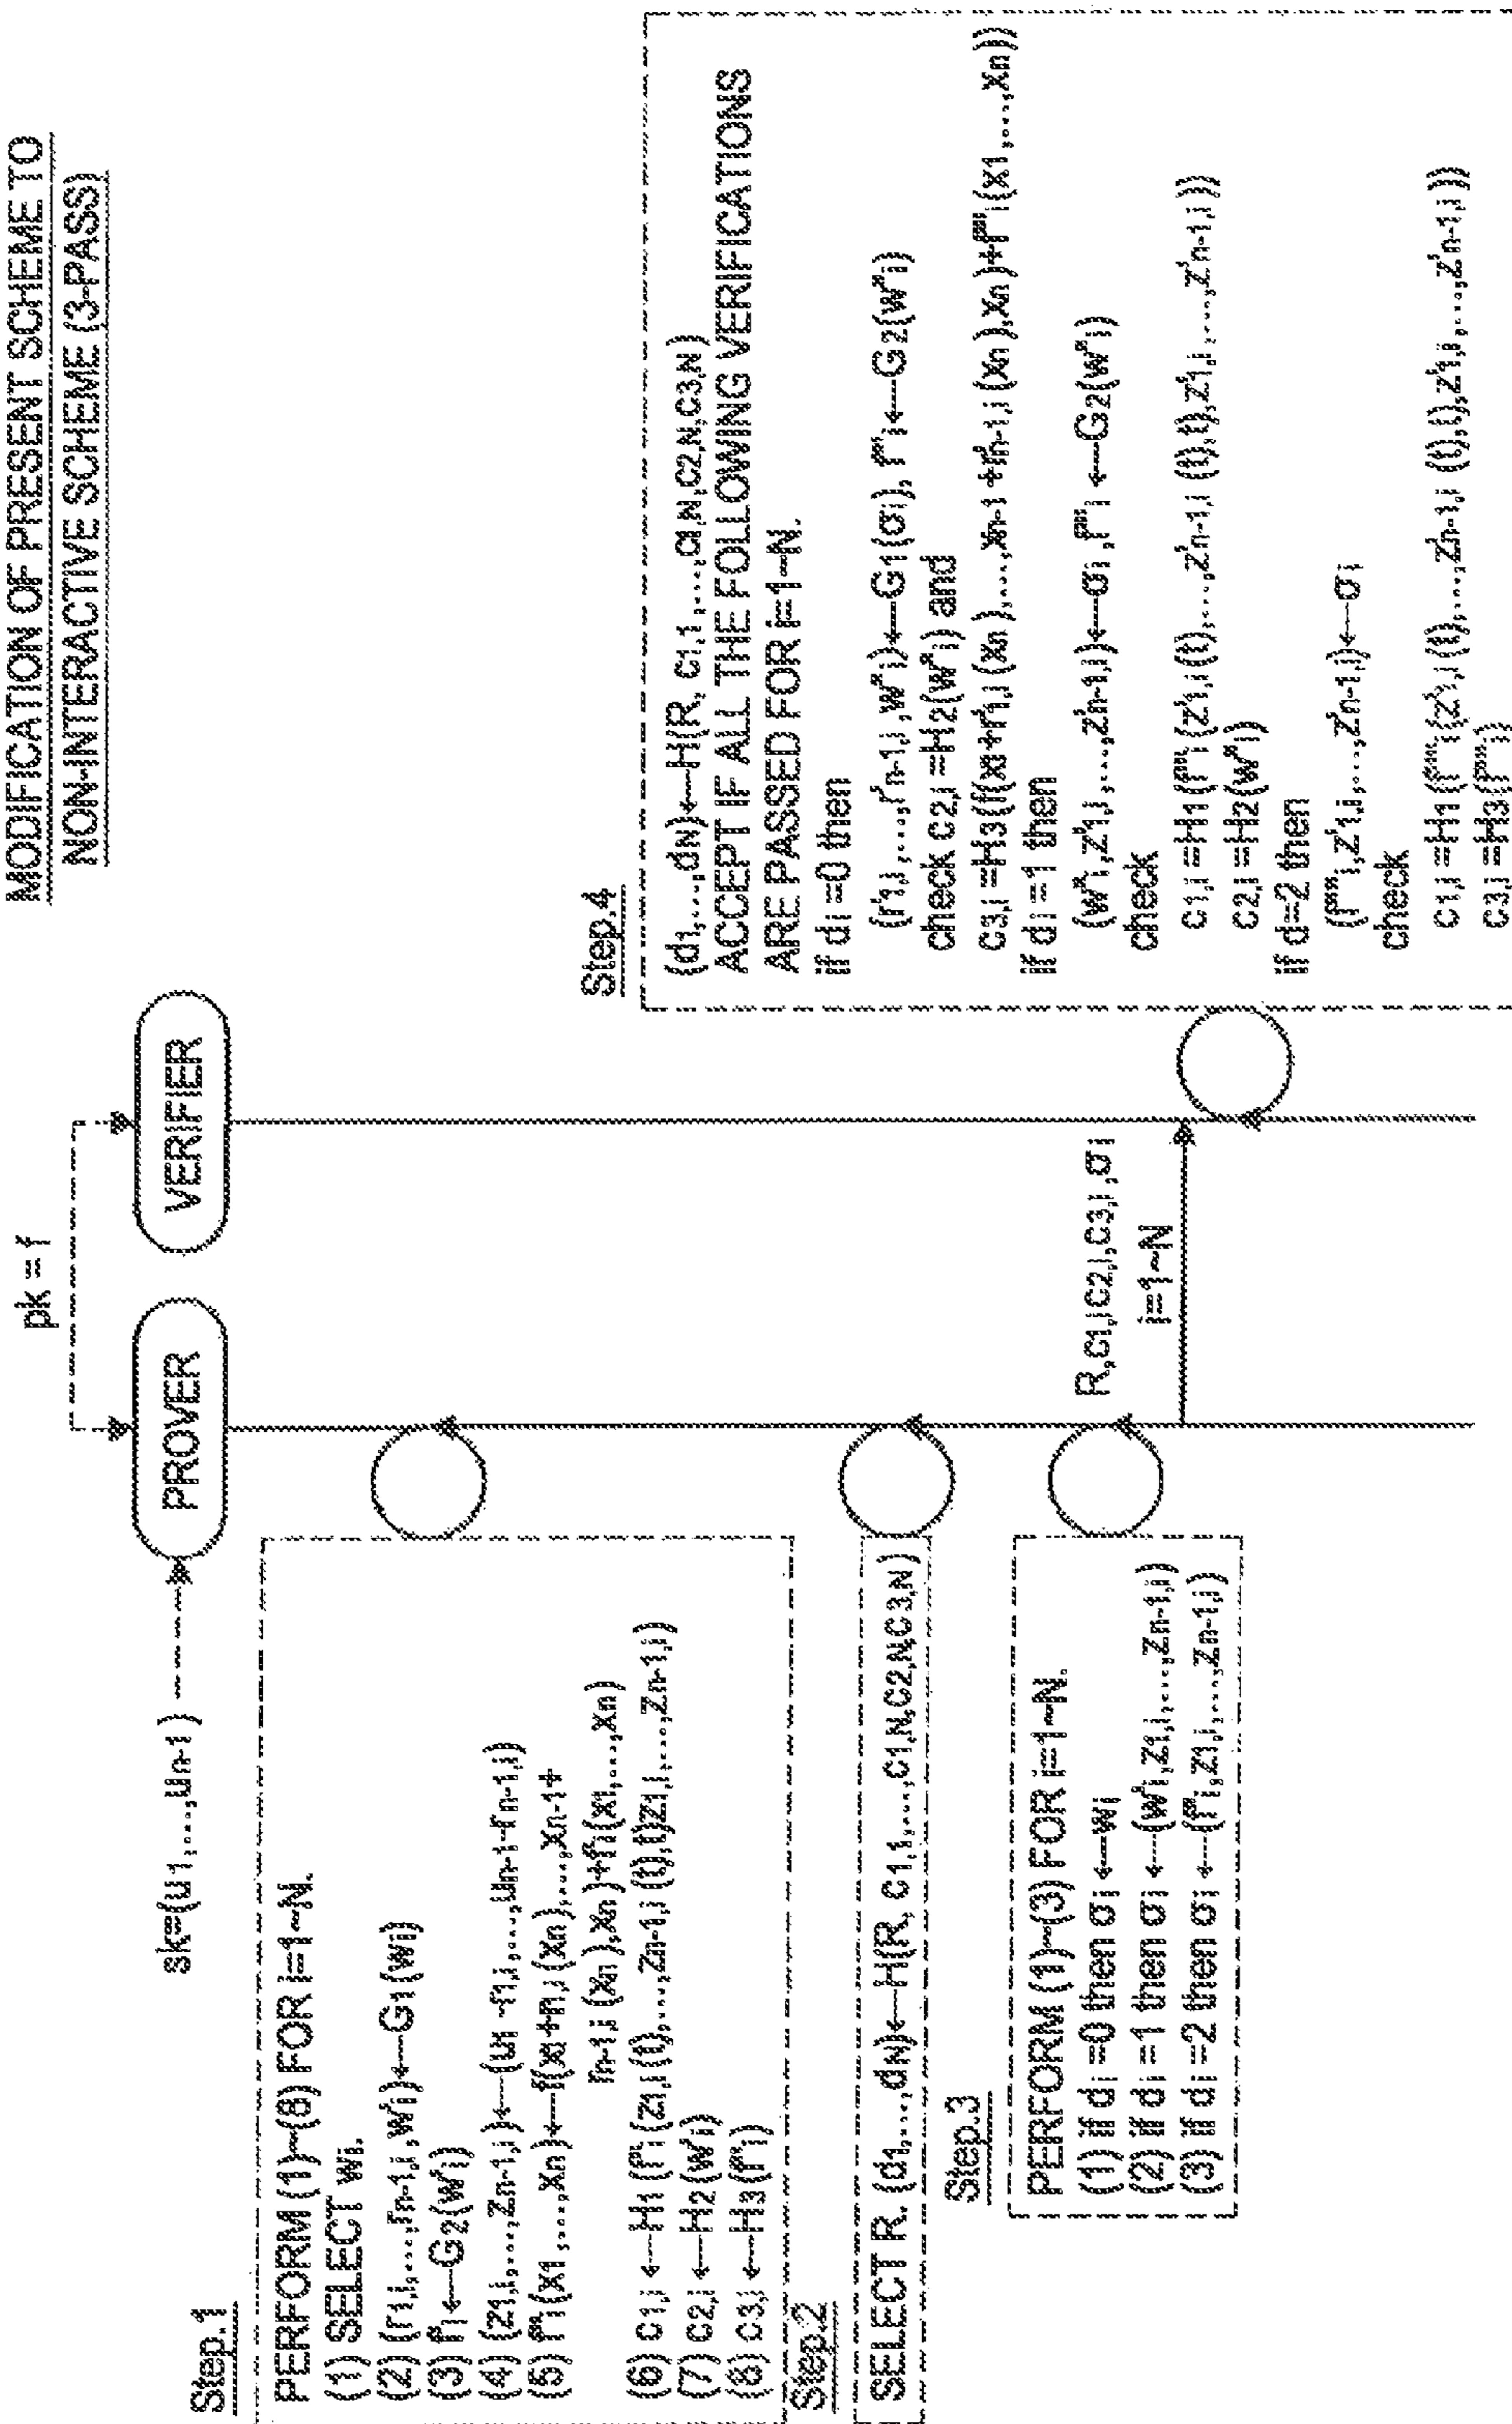 MODIFICATION OF PRESENT SCHEME TO
NON-INTERACTIVE SCHEME (3-PASS)
pk = f
sk=(u1,...,un-1)
PROVER
VERIFIER
Step.1
PERFORM (1)~(8) FOR i=1~N.
(1) SELECT wi.
(2) (r1,i,...,rn-1,i,w'i)←G1(wi)
(3) f'i←G2(w'i)
(4) (z1,i,...,zn-1,i)←(u1-r1,i,...,un-1-rn-1,i)
(5) f''i(x1,...,xn)←f(x1+r1,i(xn),...,xn-1+
rn-1,i(xn),xn)+f'i(x1,...,xn)
(6) c1,i←H1(f''i(z1,i(t),...,zn-1,i(t),t)z1,i,...,zn-1,i)
(7) c2,i←H2(w'i)
(8) c3,i←H3(f''i)
Step.2
SELECT R. (d1,...,dN)←H(R, c1,1,...,c1,N,c2,N,c3,N)
Step.3
PERFORM (1)~(3) FOR i=1~N.
(1) if di=0 then σi←wi
(2) if di=1 then σi←(w'i,z1,i,...,zn-1,i)
(3) if di=2 then σi←(f''i,z1,i,...,zn-1,i)
R,c1,i,c2,i,c3,i,σi
i=1~N
Step.4
(d1,...,dN)←H(R, c1,1,...,c1,N,c2,N,c3,N)
ACCEPT IF ALL THE FOLLOWING VERIFICATIONS
ARE PASSED FOR i=1~N.
if di=0 then
(r'1,i,...,r'n-1,i,w''i)←G1(σi), f'''i←G2(w''i)
check c2,i=H2(w''i) and
c3,i=H3(f(x1+r'1,i(xn),...,xn-1+r'n-1,i(xn),xn)+f'''i(x1,...,xn))
if di=1 then
(w''i,z'1,i,...,z'n-1,i)←σi,f'''i←G2(w''i)
check
c1,i=H1(f'''i(z'1,i(t),...,z'n-1,i(t),t),z'1,i,...,z'n-1,i))
c2,i=H2(w''i)
if d=2 then
(f''''i,z'1,i,...,z'n-1,i)←σi
check
c1,i=H1(f''''i(z'1,i(t),...,z'n-1,i(t),t),z'1,i,...,z'n-1,i))
c3,i=H3(f''''i)